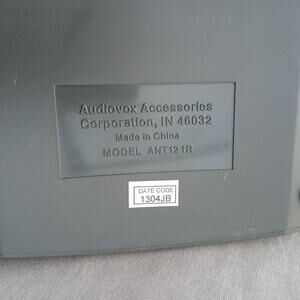 Audiovox Accessories
Corporation, IN 46032
Made in China
MODEL ANT121R
DATE CODE
1304JB